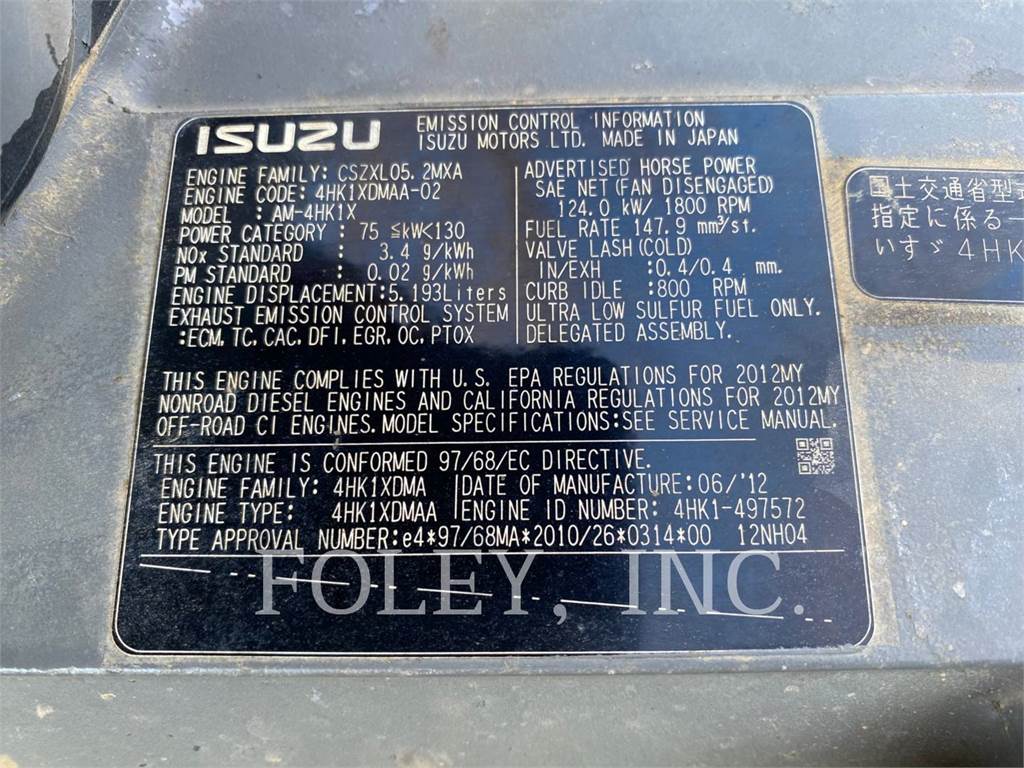 ISUZU
EMISSION CONTROL INFORMATION
ISUZU MOTORS LTD. MADE IN JAPAN
ENGINE FAMILY: CSZXL05.2MXA
ENGINE CODE: 4HK1XDMAA-02
MODEL : AM-4HK1X
POWER CATEGORY : 75 ≦kW<130
NOx STANDARD : 3.4 g/kWh
PM STANDARD : 0.02 g/kWh
ENGINE DISPLACEMENT:5.193Liters
EXHAUST EMISSION CONTROL SYSTEM
:ECM, TC, CAC, DFI, EGR, OC, PTOX
ADVERTISED HORSE POWER
SAE NET (FAN DISENGAGED)
124.0 kW/ 1800 RPM
FUEL RATE 147.9 mm³/st.
VALVE LASH (COLD)
IN/EXH :0.4/0.4 mm.
CURB IDLE :800 RPM
ULTRA LOW SULFUR FUEL ONLY.
DELEGATED ASSEMBLY.
THIS ENGINE COMPLIES WITH U.S. EPA REGULATIONS FOR 2012MY
NONROAD DIESEL ENGINES AND CALIFORNIA REGULATIONS FOR 2012MY
OFF-ROAD CI ENGINES. MODEL SPECIFICATIONS:SEE SERVICE MANUAL.
THIS ENGINE IS CONFORMED 97/68/EC DIRECTIVE.
ENGINE FAMILY: 4HK1XDMA
DATE OF MANUFACTURE:06/'12
ENGINE TYPE: 4HK1XDMAA
ENGINE ID NUMBER: 4HK1-497572
TYPE APPROVAL NUMBER:e4*97/68MA*2010/26*0314*00 12NH04
国土交通省型式
指定に係る一
いすゞ4HK
FOLEY, INC.